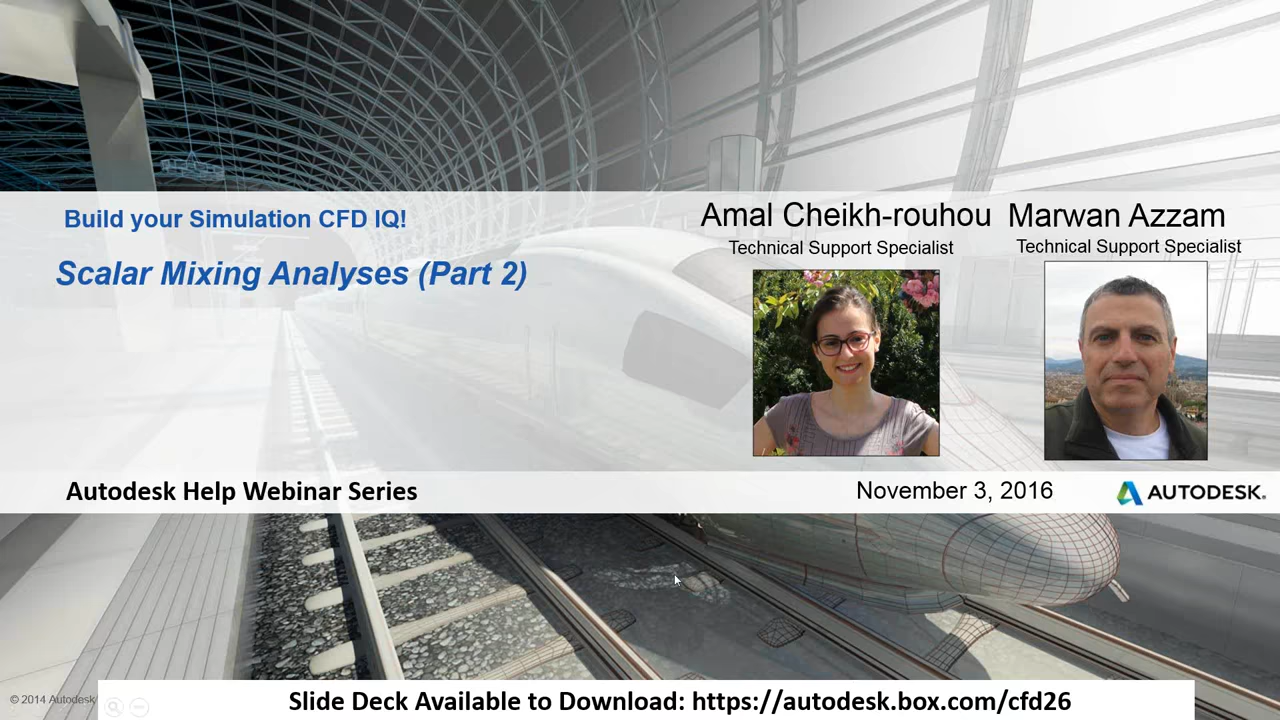 Build your Simulation CFD IQ!
Scalar Mixing Analyses (Part 2)
Amal Cheikh-rouhou
Technical Support Specialist
Marwan Azzam
Technical Support Specialist
Autodesk Help Webinar Series
November 3, 2016
AUTODESK.
© 2014 Autodesk
Slide Deck Available to Download: https://autodesk.box.com/cfd26